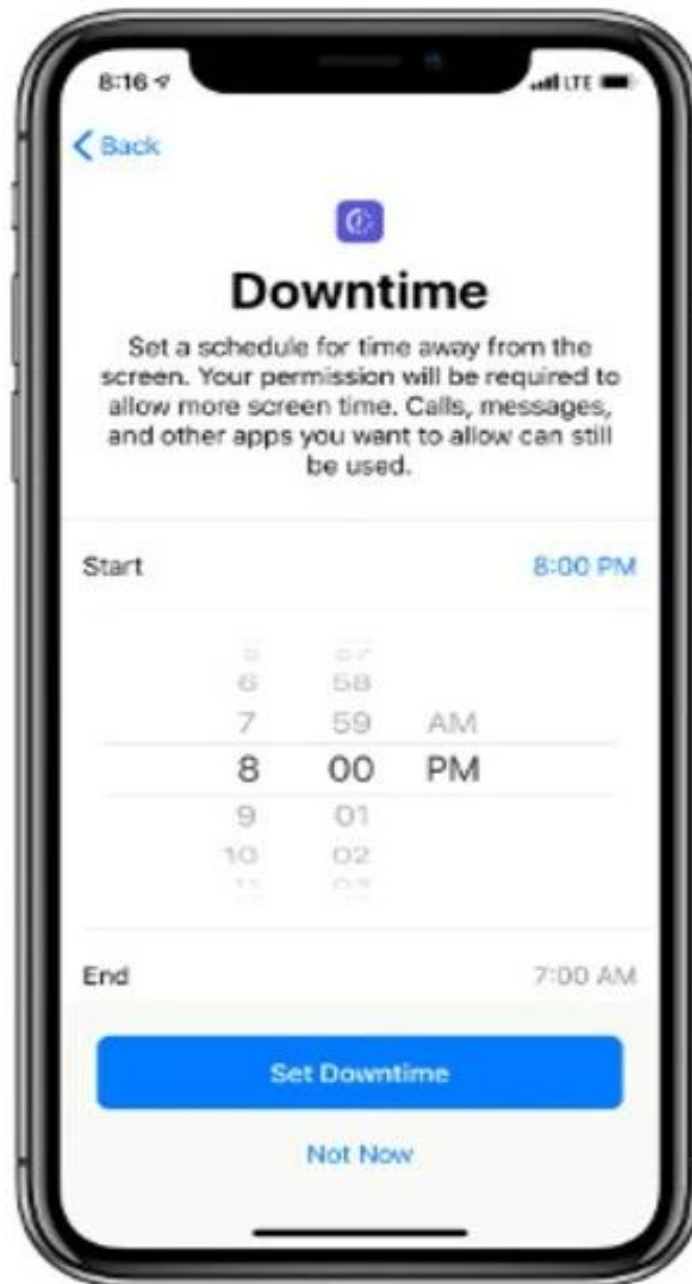 8:16
LTE
Back
Downtime
Set a schedule for time away from the
screen. Your permission will be required to
allow more screen time. Calls, messages,
and other apps you want to allow can still
be used.
Start 8:00 PM
57
6 58
7 59 AM
8 00 PM
9 01
10 02
11 03
End 7:00 AM
Set Downtime
Not Now